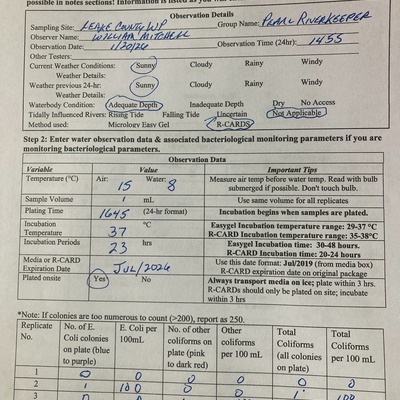 possible in notes sections! Information is listed as you will
Observation Details
Sampling Site: LEAKE COUNTY WP Group Name: PEARL RIVERKEEPER
Observer Name: WILLIAM MITCHELL
Observation Date: 1/20/26 Observation Time (24hr): 1455
Other Testers:
Current Weather Conditions: Sunny Cloudy Rainy Windy
Weather Details:
Weather previous 24-hr: Sunny Cloudy Rainy Windy
Weather Details:
Waterbody Condition: Adequate Depth Inadequate Depth Dry No Access
Tidally Influenced Rivers: Rising Tide Falling Tide Uncertain Not Applicable
Method used: Micrology Easy Gel R-CARDS
Step 2: Enter water observation data & associated bacteriological monitoring parameters if you are
monitoring bacteriological parameters.
Observation Data
Variable Value Important Tips
Temperature (°C) Air: 15 Water: 8 Measure air temp before water temp. Read with bulb
submerged if possible. Don't touch bulb.
Sample Volume 1 mL Use same volume for all replicates
Plating Time 1645 (24-hr format) Incubation begins when samples are plated.
Incubation Temperature 37 °C Easygel Incubation temperature range: 29-37 °C
R-CARD Incubation temperature range: 35-38°C
Incubation Periods 23 hrs Easygel Incubation time: 30-48 hours.
R-CARD Incubation time: 20-24 hours
Media or R-CARD Expiration Date JUL/2026 Use this date format: Jul/2019 (from media box)
R-CARD expiration date on original package
Plated onsite Yes No Always transport media on ice; plate within 3 hrs.
R-CARDs should only be plated on site; incubate
within 3 hrs
*Note: If colonies are too numerous to count (>200), report as 250.
Replicate No. No. of E. Coli colonies on plate (blue to purple) E. Coli per 100mL No. of other coliforms on plate (pink to dark red) Other coliforms per 100 mL Total Coliforms (all colonies on plate) Total Coliforms per 100 mL
1 0 0 0 0 0 0
2 1 100 0 0
3 0 0 0 0